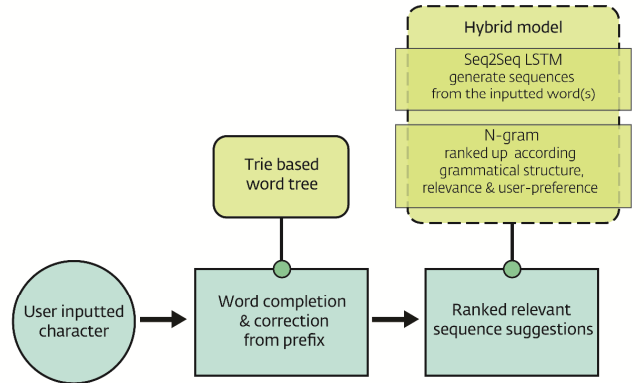 Hybrid model
Seq2Seq LSTM
generate sequences
from the inputted word(s)
N-gram
ranked up according
grammatical structure,
relevance & user-preference
Trie based
word tree
User inputted
character
Word completion
& correction
from prefix
Ranked relevant
sequence suggestions